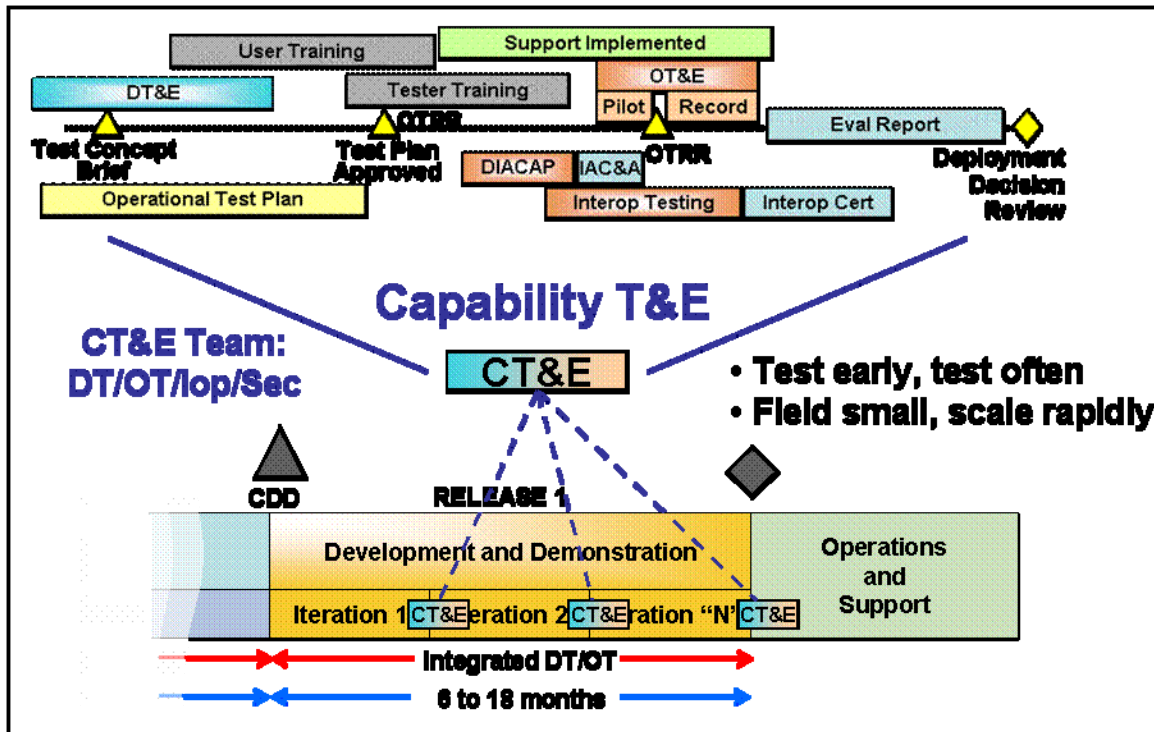 User Training
Support Implemented
DT&E
Tester Training
OT&E
Pilot
Record
OTRR
Eval Report
Test Concept
Brief
Test Plan
Approved
OTRR
Deployment
Decision
Review
DIACAP
IAC&A
Operational Test Plan
Interop Testing
Interop Cert
Capability T&E
CT&E Team:
DT/OT/Iop/Sec
CT&E
• Test early, test often
• Field small, scale rapidly
CDD
RELEASE 1
Development and Demonstration
Operations
and
Support
Iteration 1
CT&E
eration 2
CT&E
ration “N”
CT&E
Integrated DT/OT
6 to 18 months